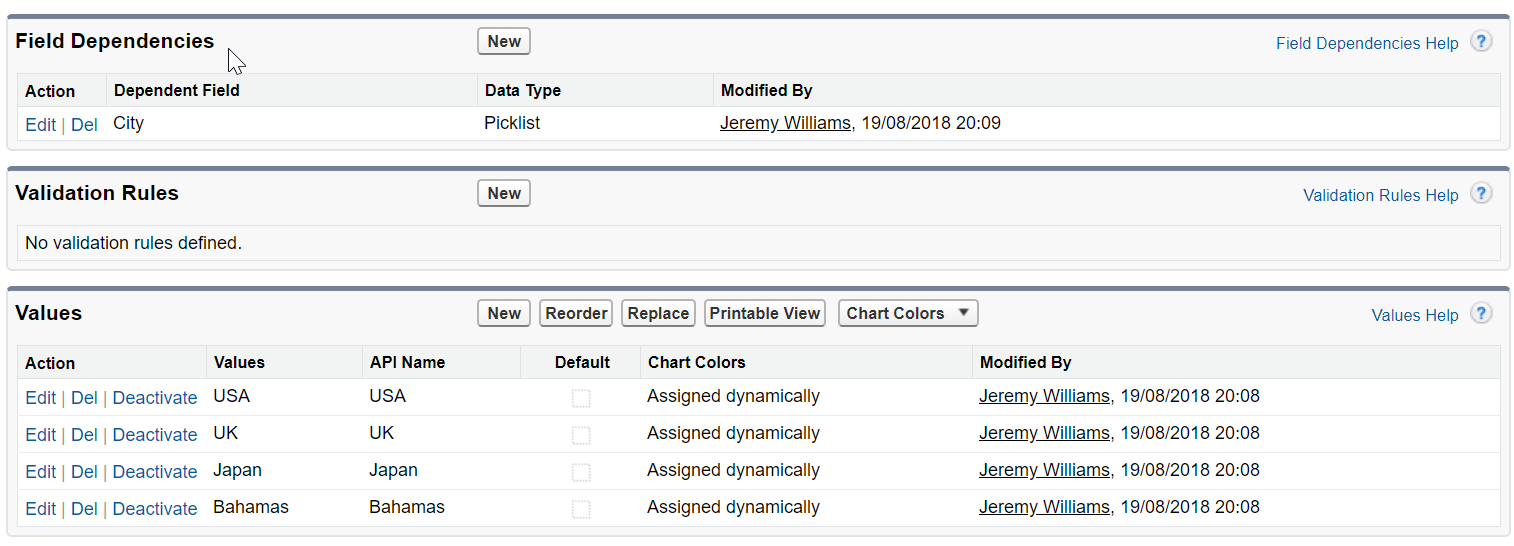 Field Dependencies New Field Dependencies Help ?
Action Dependent Field Data Type Modified By
Edit | Del City Picklist Jeremy Williams, 19/08/2018 20:09
Validation Rules New Validation Rules Help ?
No validation rules defined.
Values New Reorder Replace Printable View Chart Colors Values Help ?
Action Values API Name Default Chart Colors Modified By
Edit | Del | Deactivate USA USA Assigned dynamically Jeremy Williams, 19/08/2018 20:08
Edit | Del | Deactivate UK UK Assigned dynamically Jeremy Williams, 19/08/2018 20:08
Edit | Del | Deactivate Japan Japan Assigned dynamically Jeremy Williams, 19/08/2018 20:08
Edit | Del | Deactivate Bahamas Bahamas Assigned dynamically Jeremy Williams, 19/08/2018 20:08